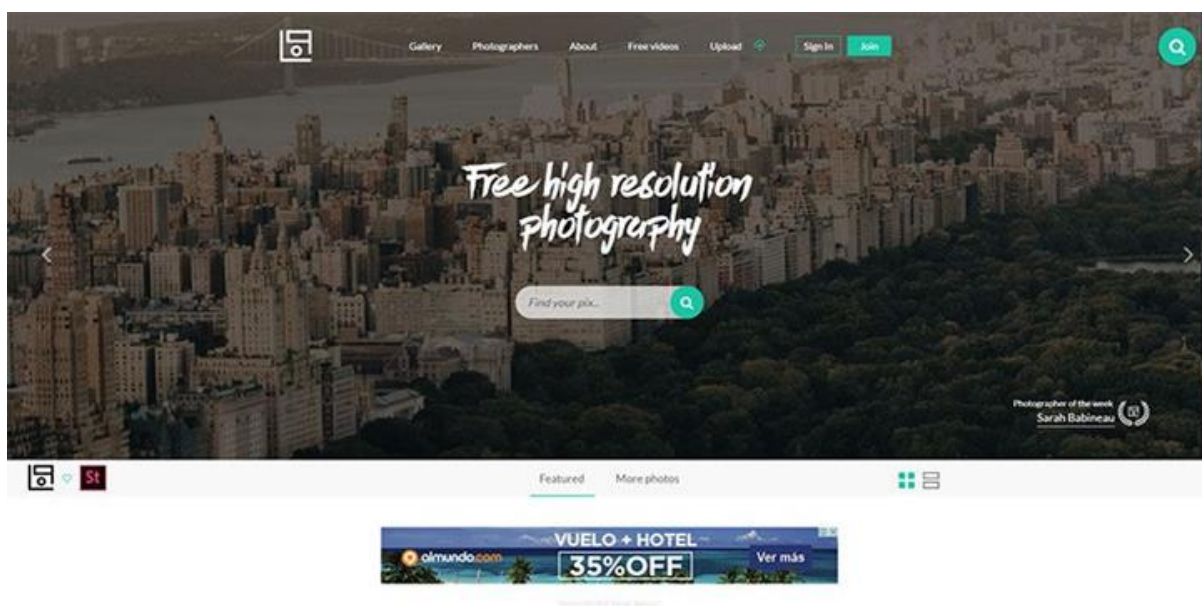 Gallery Photographers About Free videos Upload Sign In Join
Free high resolution
photography
Find your pix...
Photographer of the week
Sarah Babineau
St
Featured More photos
almundo.com
VUELO + HOTEL
35%OFF
Ver más